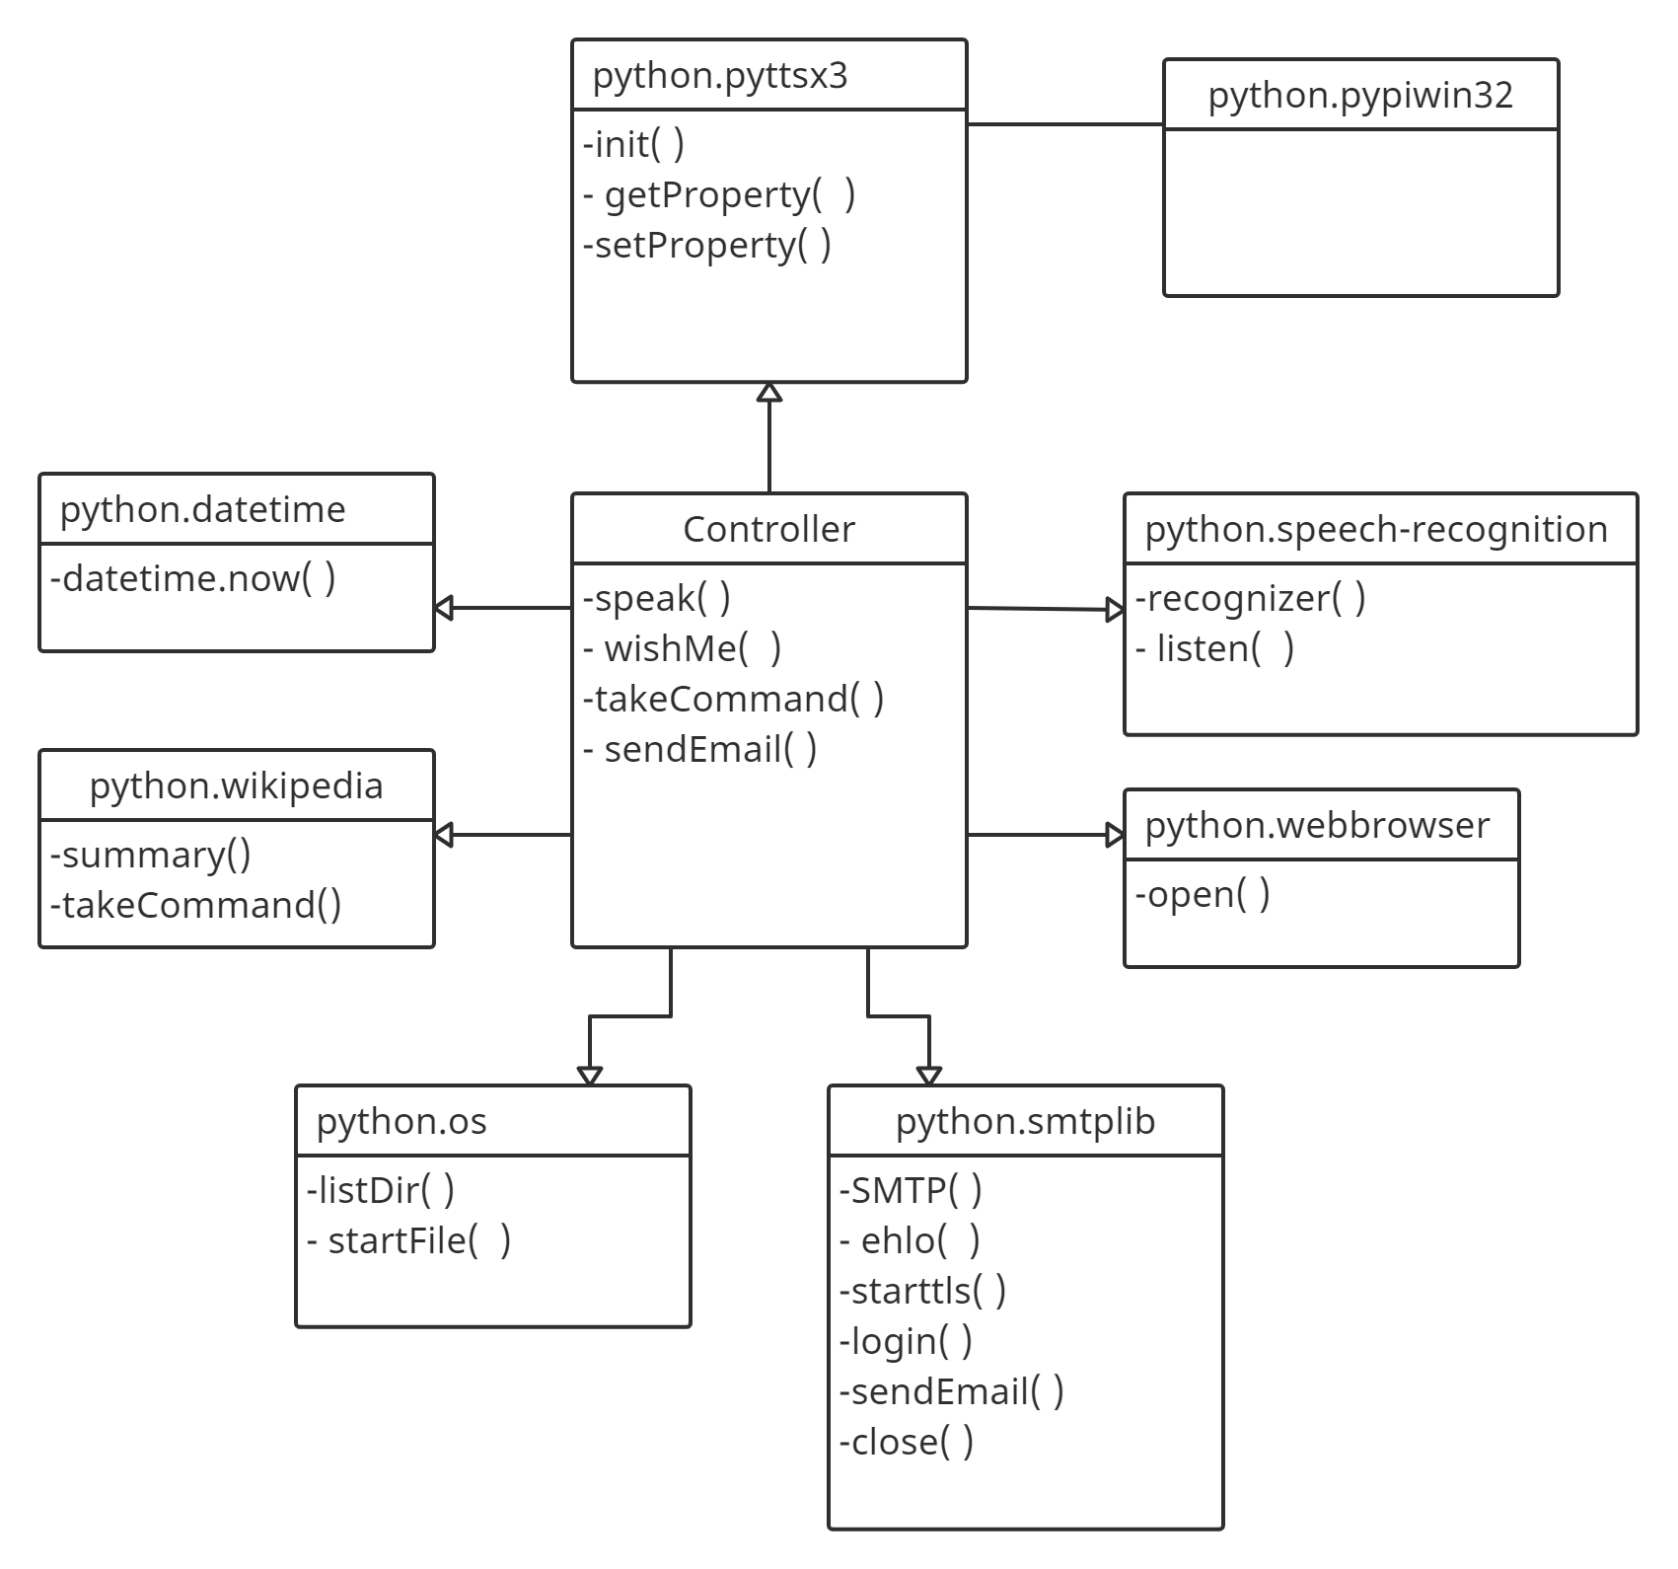 python.pyttsx3
-init( )
- getProperty(  )
-setProperty( )
python.pypiwin32
python.datetime
-datetime.now( )
Controller
-speak( )
- wishMe(  )
-takeCommand( )
- sendEmail( )
python.speech-recognition
-recognizer( )
- listen(  )
python.wikipedia
-summary()
-takeCommand()
python.webbrowser
-open( )
python.os
-listDir( )
- startFile(  )
python.smtplib
-SMTP( )
- ehlo(  )
-starttls( )
-login( )
-sendEmail( )
-close( )